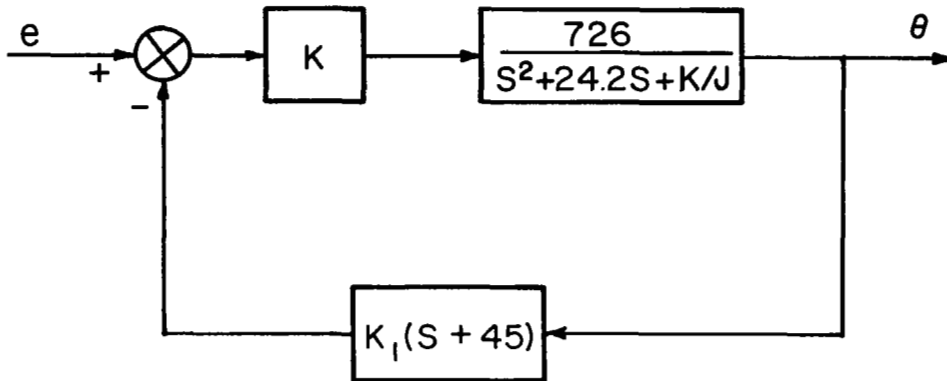 e
+
-
K
726
S²+24.2S+K/J
θ
K₁(S + 45)